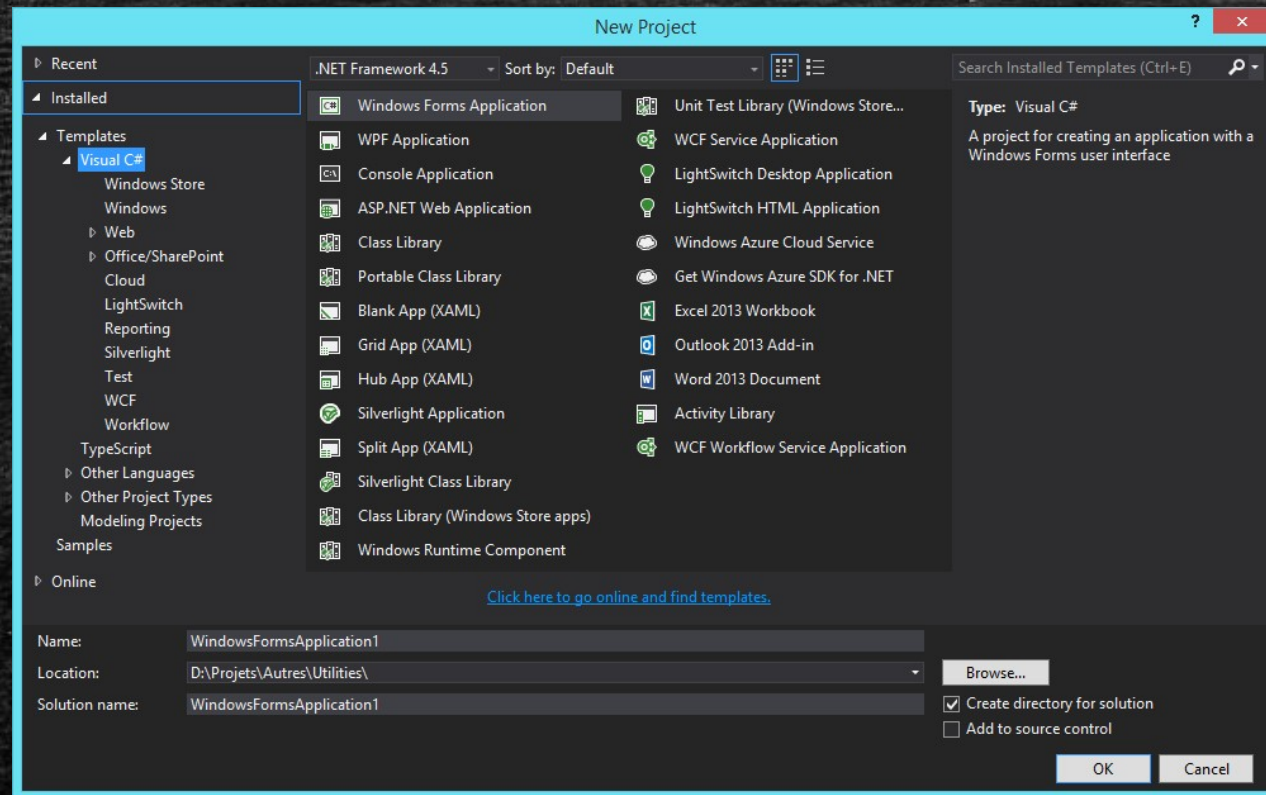 New Project
?
Recent
Installed
Templates
Visual C#
Windows Store
Windows
Web
Office/SharePoint
Cloud
LightSwitch
Reporting
Silverlight
Test
WCF
Workflow
TypeScript
Other Languages
Other Project Types
Modeling Projects
Samples
Online
.NET Framework 4.5
Sort by: Default
Windows Forms Application
WPF Application
Console Application
ASP.NET Web Application
Class Library
Portable Class Library
Blank App (XAML)
Grid App (XAML)
Hub App (XAML)
Silverlight Application
Split App (XAML)
Silverlight Class Library
Class Library (Windows Store apps)
Windows Runtime Component
Unit Test Library (Windows Store...
WCF Service Application
LightSwitch Desktop Application
LightSwitch HTML Application
Windows Azure Cloud Service
Get Windows Azure SDK for .NET
Excel 2013 Workbook
Outlook 2013 Add-in
Word 2013 Document
Activity Library
WCF Workflow Service Application
Click here to go online and find templates.
Search Installed Templates (Ctrl+E)
Type: Visual C#
A project for creating an application with a
Windows Forms user interface
Name: WindowsFormsApplication1
Location: D:\Projets\Autres\Utilities\
Browse...
Solution name: WindowsFormsApplication1
Create directory for solution
Add to source control
OK
Cancel